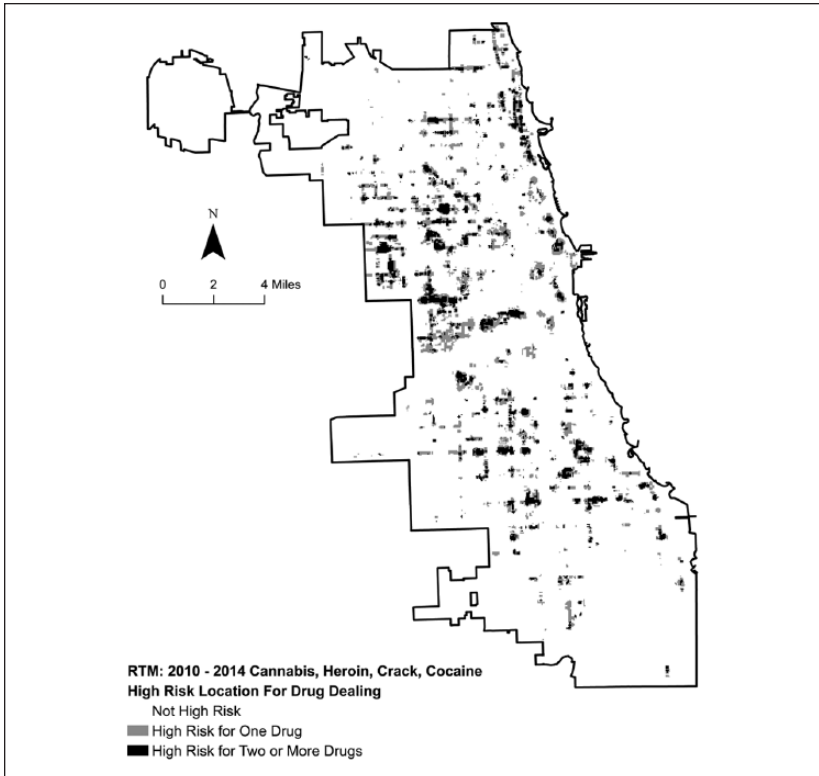 N
0 2 4 Miles
RTM: 2010 - 2014 Cannabis, Heroin, Crack, Cocaine
High Risk Location For Drug Dealing
Not High Risk
High Risk for One Drug
High Risk for Two or More Drugs